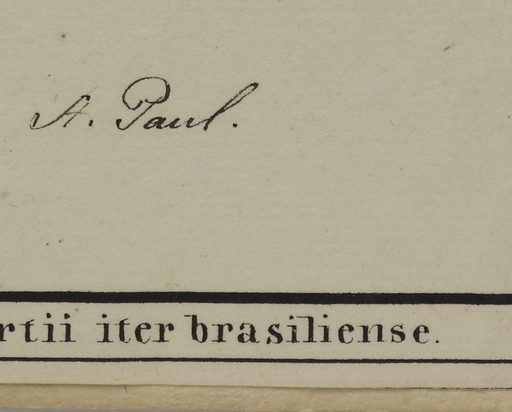 A. Paul.
rtii iter brasiliense.